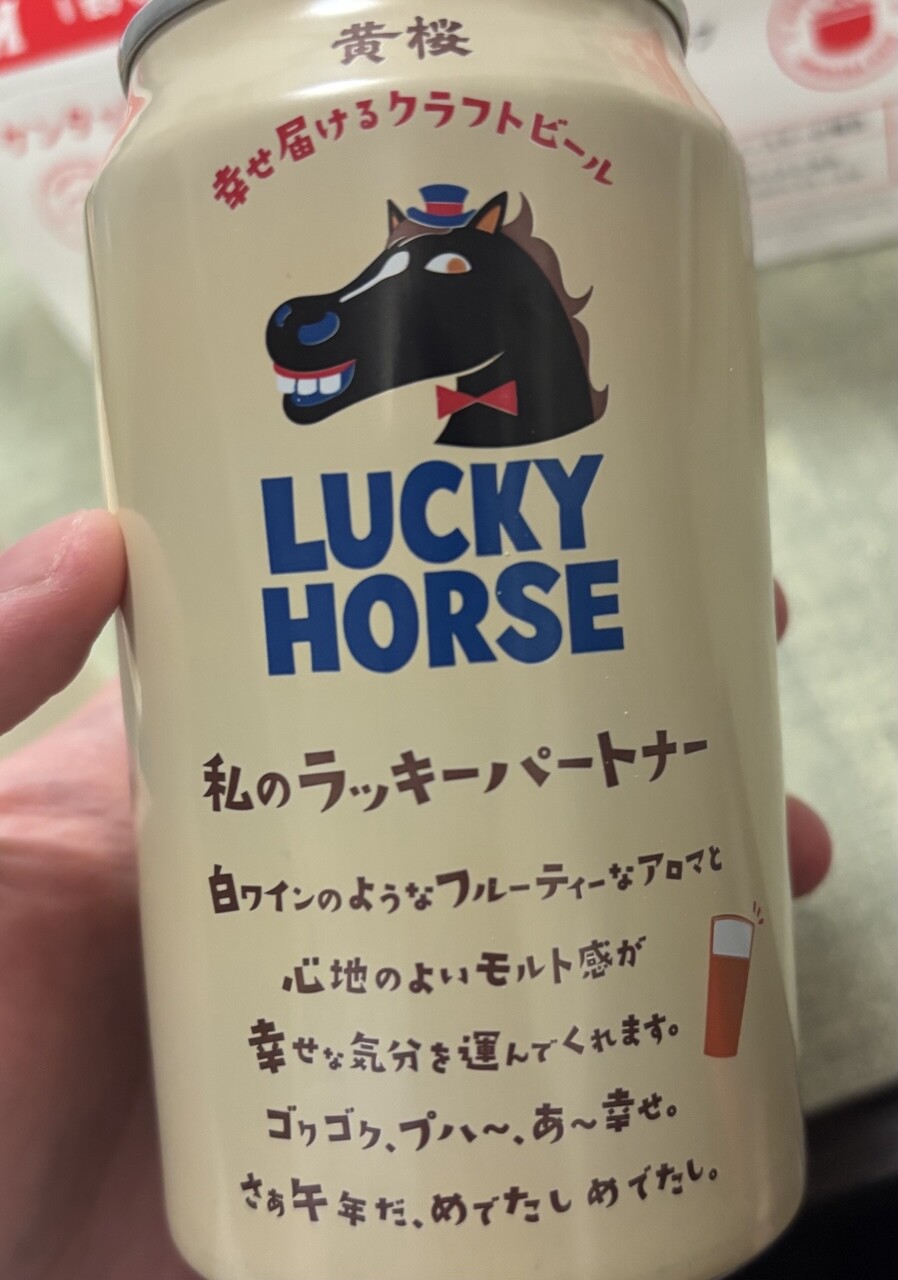 黄桜
幸せ届けるクラフトビール
LUCKY
HORSE
私のラッキーパートナー
白ワインのようなフルーティーなアロマと
心地のよいモルト感が
幸せな気分を運んでくれます。
ゴクゴク、プハ〜、あ〜幸せ。
さぁ午年だ、めでたし めでたし。